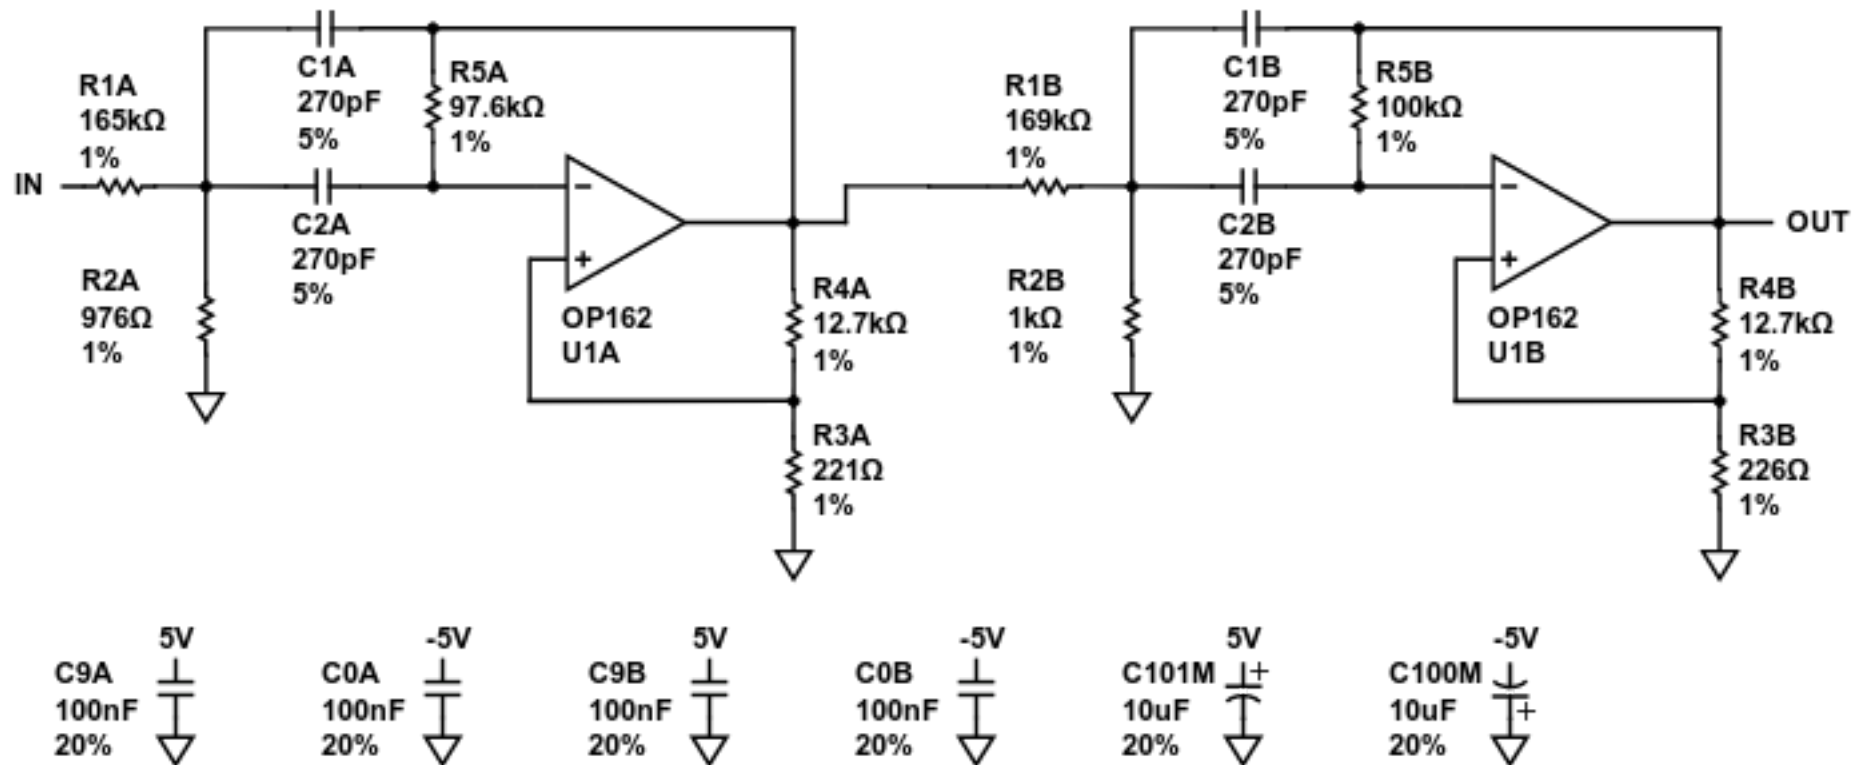 R1A
165kΩ
1%
IN
R2A
976Ω
1%
C1A
270pF
5%
C2A
270pF
5%
R5A
97.6kΩ
1%
−
+
OP162
U1A
R4A
12.7kΩ
1%
R3A
221Ω
1%
R1B
169kΩ
1%
R2B
1kΩ
1%
C1B
270pF
5%
C2B
270pF
5%
R5B
100kΩ
1%
−
+
OP162
U1B
OUT
R4B
12.7kΩ
1%
R3B
226Ω
1%
5V
C9A
100nF
20%
-5V
C0A
100nF
20%
5V
C9B
100nF
20%
-5V
C0B
100nF
20%
5V
C101M
+
10uF
20%
-5V
C100M
10uF
+
20%